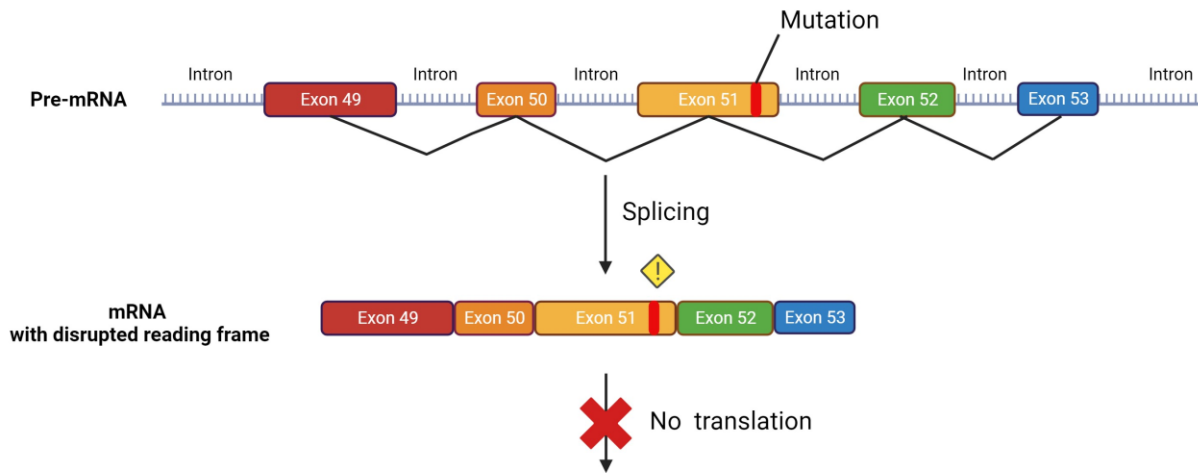 Mutation
Intron Intron Intron Intron Intron Intron
Pre-mRNA Exon 49 Exon 50 Exon 51 Exon 52 Exon 53
Splicing
!
mRNA
with disrupted reading frame
Exon 49 Exon 50 Exon 51 Exon 52 Exon 53
No translation